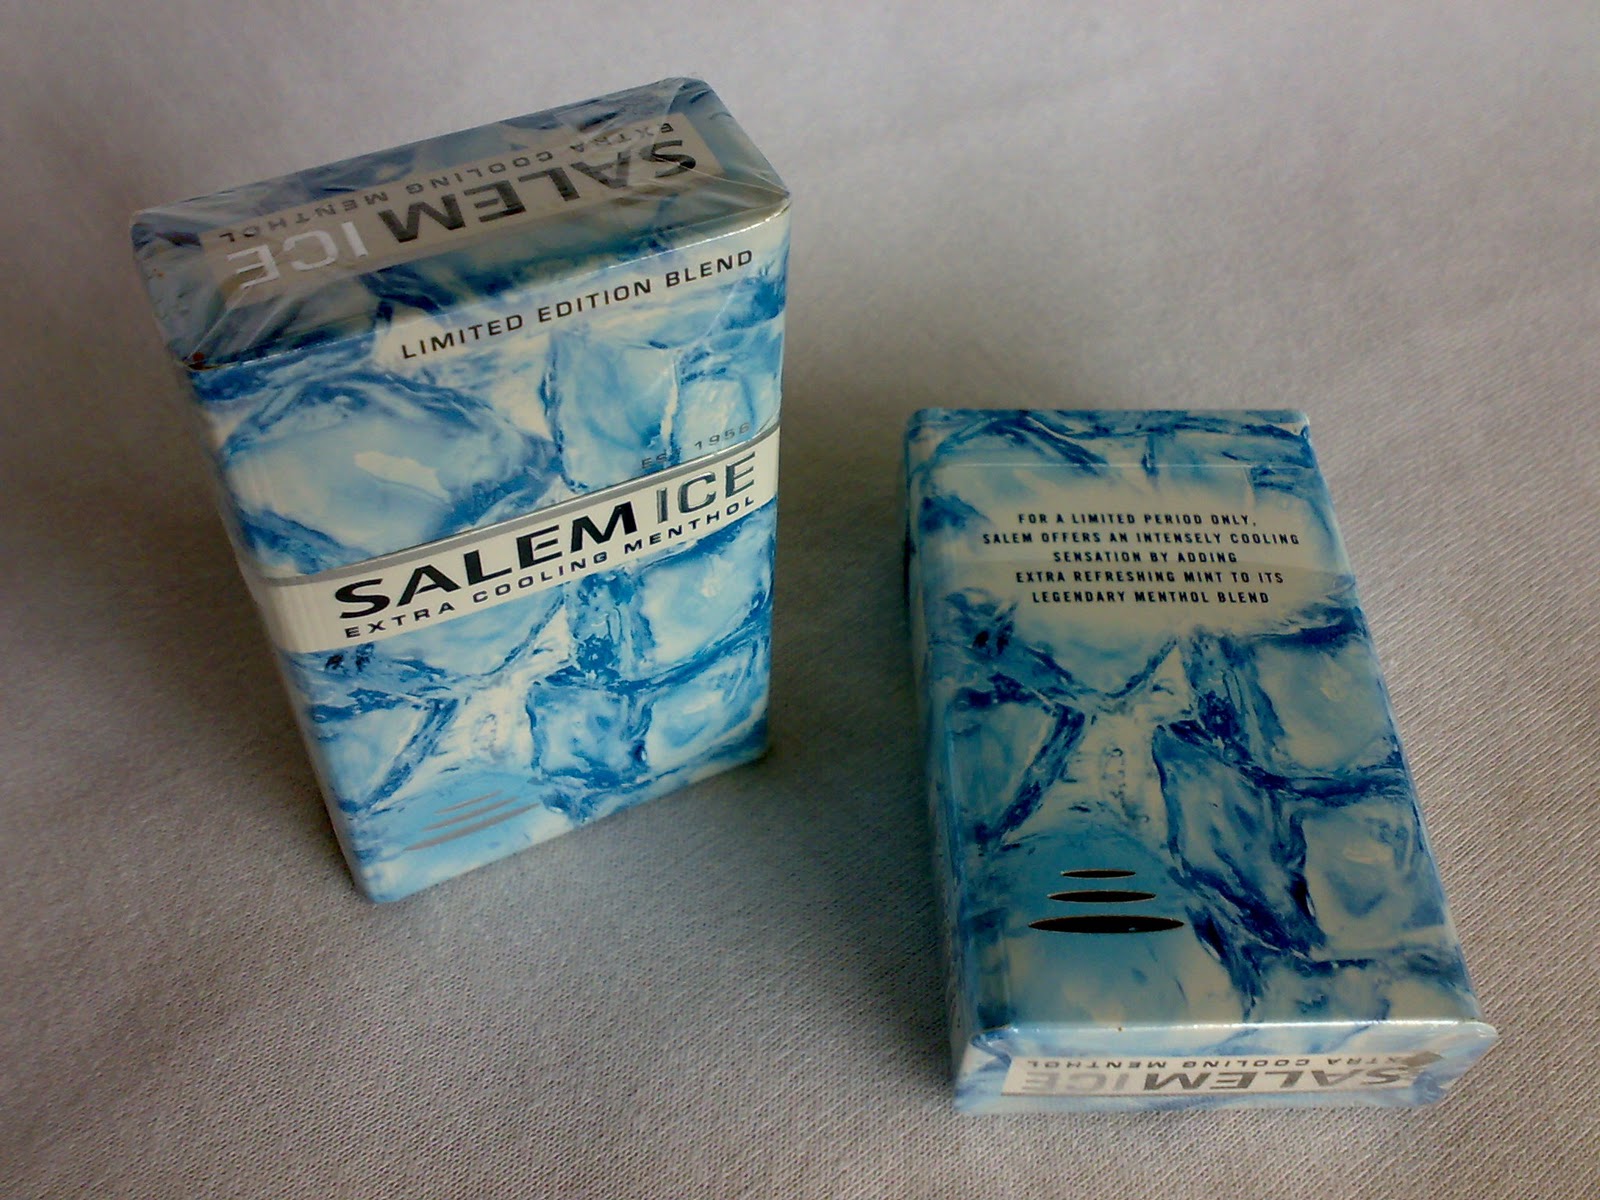 SALEM ICE
EXTRA COOLING MENTHOL
LIMITED EDITION BLEND
EST 1956
SALEM ICE
EXTRA COOLING MENTHOL
FOR A LIMITED PERIOD ONLY,
SALEM OFFERS AN INTENSELY COOLING
SENSATION BY ADDING
EXTRA REFRESHING MINT TO ITS
LEGENDARY MENTHOL BLEND
SALEM ICE
EXTRA COOLING MENTHOL